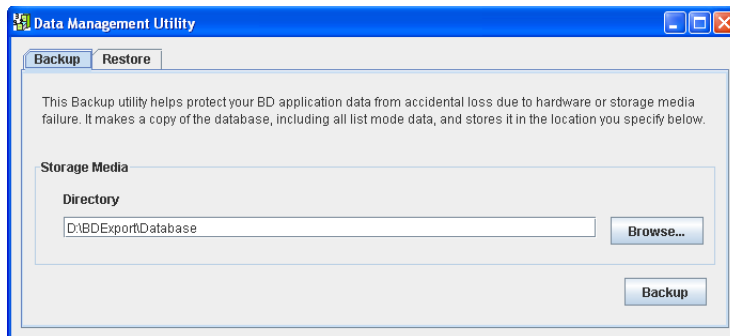 Data Management Utility
Backup Restore
This Backup utility helps protect your BD application data from accidental loss due to hardware or storage media
failure. It makes a copy of the database, including all list mode data, and stores it in the location you specify below.
Storage Media
Directory
D:\BDExport\Database
Browse...
Backup